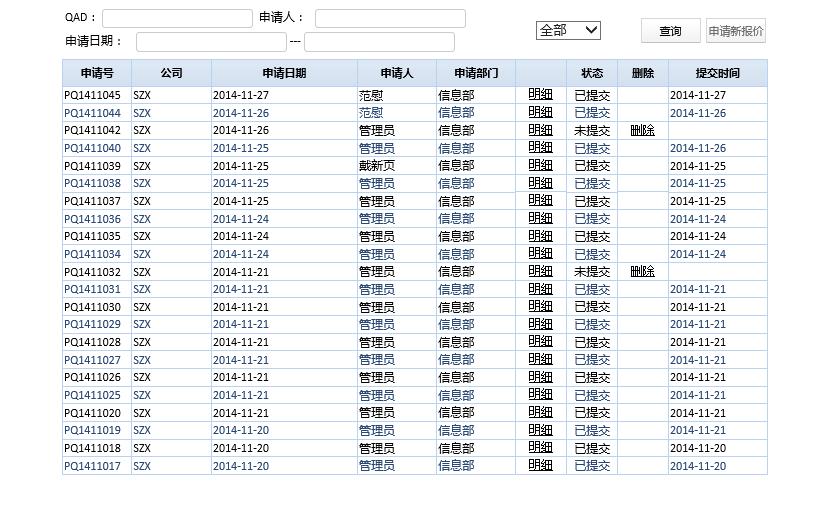 QAD： 申请人：
申请日期： --- 全部 查询 申请新报价
申请号 公司 申请日期 申请人 申请部门 状态 删除 提交时间
PQ1411045 SZX 2014-11-27 范慰 信息部 明细 已提交 2014-11-27
PQ1411044 SZX 2014-11-26 范慰 信息部 明细 已提交 2014-11-26
PQ1411042 SZX 2014-11-26 管理员 信息部 明细 未提交 删除
PQ1411040 SZX 2014-11-25 管理员 信息部 明细 已提交 2014-11-26
PQ1411039 SZX 2014-11-25 戴新页 信息部 明细 已提交 2014-11-25
PQ1411038 SZX 2014-11-25 管理员 信息部 明细 已提交 2014-11-25
PQ1411037 SZX 2014-11-25 管理员 信息部 明细 已提交 2014-11-25
PQ1411036 SZX 2014-11-24 管理员 信息部 明细 已提交 2014-11-24
PQ1411035 SZX 2014-11-24 管理员 信息部 明细 已提交 2014-11-24
PQ1411034 SZX 2014-11-24 管理员 信息部 明细 已提交 2014-11-24
PQ1411032 SZX 2014-11-21 管理员 信息部 明细 未提交 删除
PQ1411031 SZX 2014-11-21 管理员 信息部 明细 已提交 2014-11-21
PQ1411030 SZX 2014-11-21 管理员 信息部 明细 已提交 2014-11-21
PQ1411029 SZX 2014-11-21 管理员 信息部 明细 已提交 2014-11-21
PQ1411028 SZX 2014-11-21 管理员 信息部 明细 已提交 2014-11-21
PQ1411027 SZX 2014-11-21 管理员 信息部 明细 已提交 2014-11-21
PQ1411026 SZX 2014-11-21 管理员 信息部 明细 已提交 2014-11-21
PQ1411025 SZX 2014-11-21 管理员 信息部 明细 已提交 2014-11-21
PQ1411020 SZX 2014-11-21 管理员 信息部 明细 已提交 2014-11-21
PQ1411019 SZX 2014-11-20 管理员 信息部 明细 已提交 2014-11-21
PQ1411018 SZX 2014-11-20 管理员 信息部 明细 已提交 2014-11-20
PQ1411017 SZX 2014-11-20 管理员 信息部 明细 已提交 2014-11-20